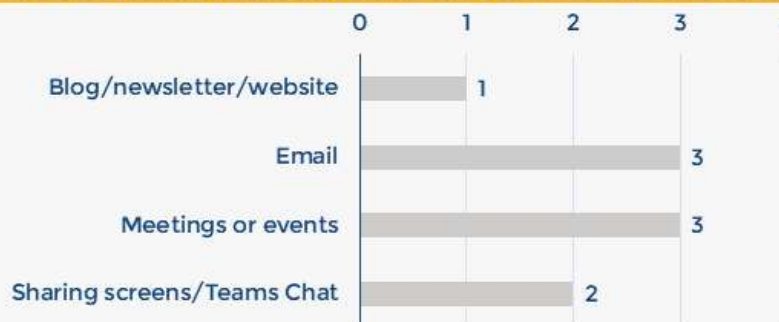 0 1 2 3
Blog/newsletter/website 1
Email 3
Meetings or events 3
Sharing screens/Teams Chat 2